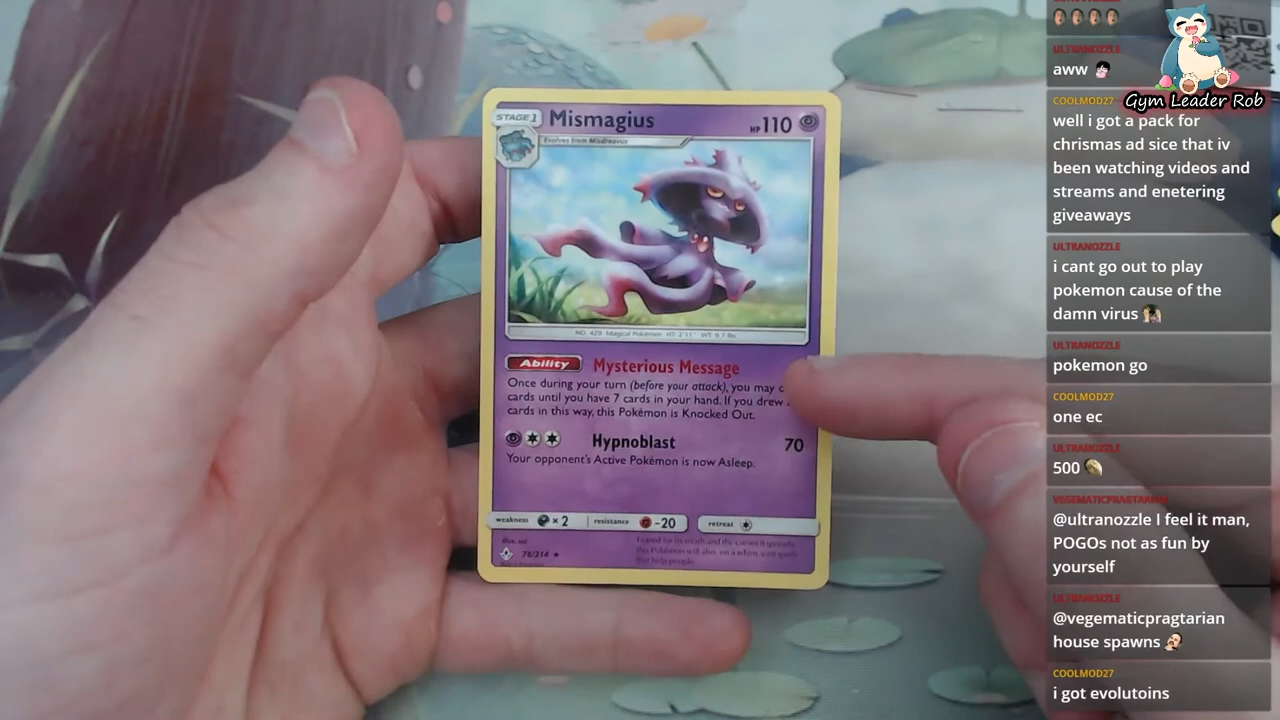 STAGE 1 Mismagius HP 110
Evolves from Misdreavus
NO. 429 Magical Pokémon HT: 2'11" WT: 9.7 lbs.
Ability Mysterious Message
Once during your turn (before your attack), you may
cards until you have 7 cards in your hand. If you drew
cards in this way, this Pokémon is Knocked Out.
Hypnoblast 70
Your opponent's Active Pokémon is now Asleep.
weakness ×2 resistance -20 retreat
78/214
Gym Leader Rob
ULTRANOZZLE
aww
COOLMOD27
well i got a pack for
chrismas ad sice that iv
been watching videos and
streams and enetering
giveaways
ULTRANOZZLE
i cant go out to play
pokemon cause of the
damn virus
ULTRANOZZLE
pokemon go
COOLMOD27
one ec
ULTRANOZZLE
500
VEGEMATICPRAGTARIAN
@ultranozzle I feel it man,
POGOs not as fun by
yourself
ULTRANOZZLE
@vegematicpragtarian
house spawns
COOLMOD27
i got evolutoins